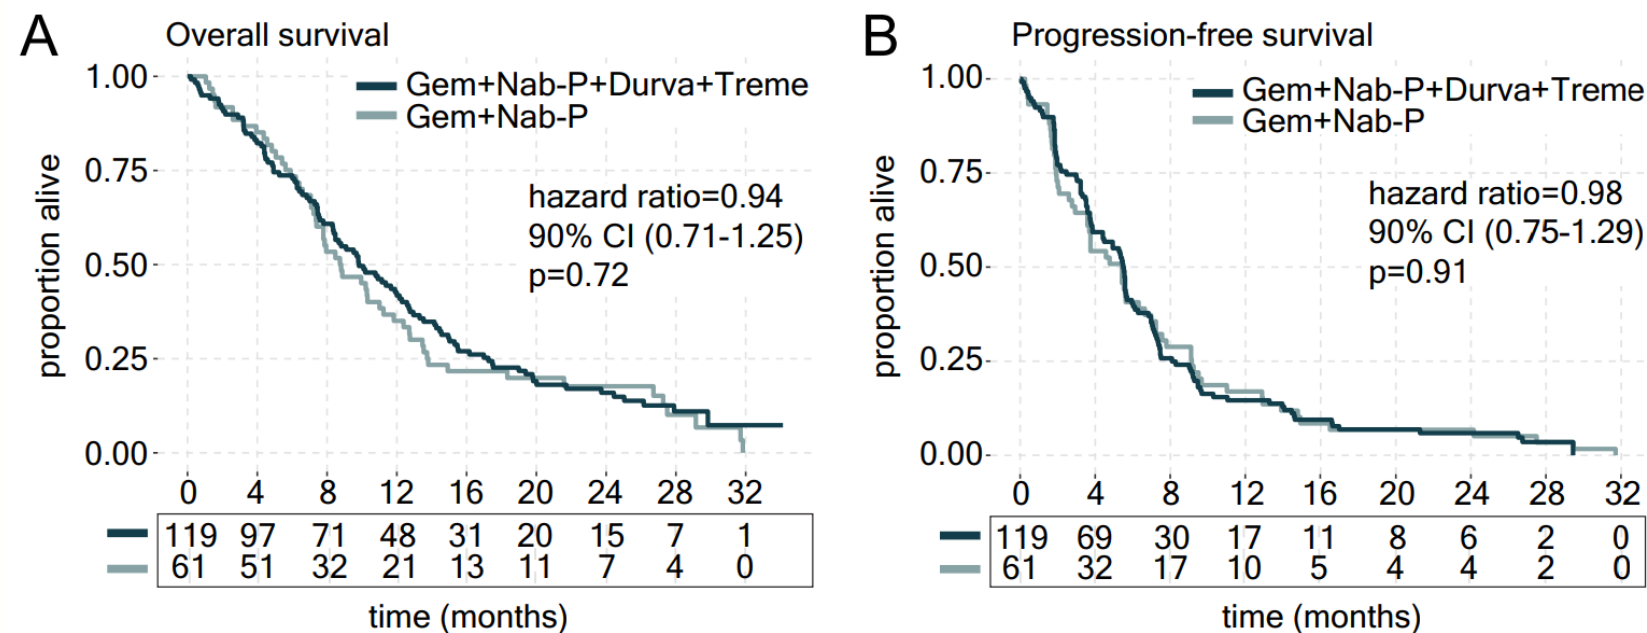 A
Overall survival
1.00
0.75
0.50
0.25
0.00
proportion alive
Gem+Nab-P+Durva+Treme
Gem+Nab-P
hazard ratio=0.94
90% CI (0.71-1.25)
p=0.72
0 4 8 12 16 20 24 28 32
119 97 71 48 31 20 15 7 1
61 51 32 21 13 11 7 4 0
time (months)
B
Progression-free survival
1.00
0.75
0.50
0.25
0.00
proportion alive
Gem+Nab-P+Durva+Treme
Gem+Nab-P
hazard ratio=0.98
90% CI (0.75-1.29)
p=0.91
0 4 8 12 16 20 24 28 32
119 69 30 17 11 8 6 2 0
61 32 17 10 5 4 4 2 0
time (months)